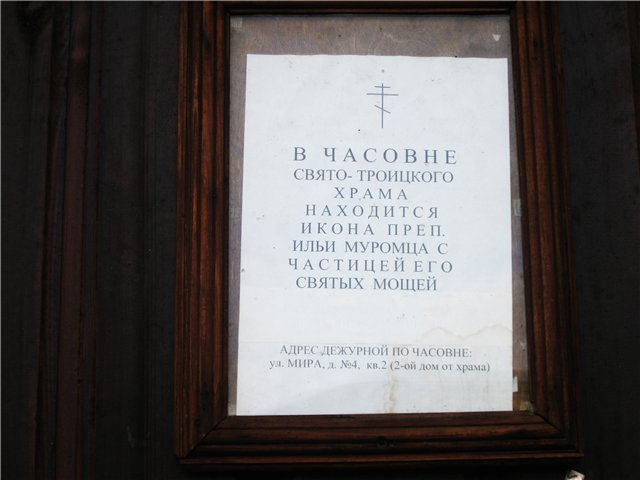 В ЧАСОВНЕ
СВЯТО- ТРОИЦКОГО
ХРАМА
НАХОДИТСЯ
ИКОНА ПРЕП.
ИЛЬИ МУРОМЦА С
ЧАСТИЦЕЙ ЕГО
СВЯТЫХ МОЩЕЙ
АДРЕС ДЕЖУРНОЙ ПО ЧАСОВНЕ:
ул. МИРА, д. №4, кв.2 (2-ой дом от храма)